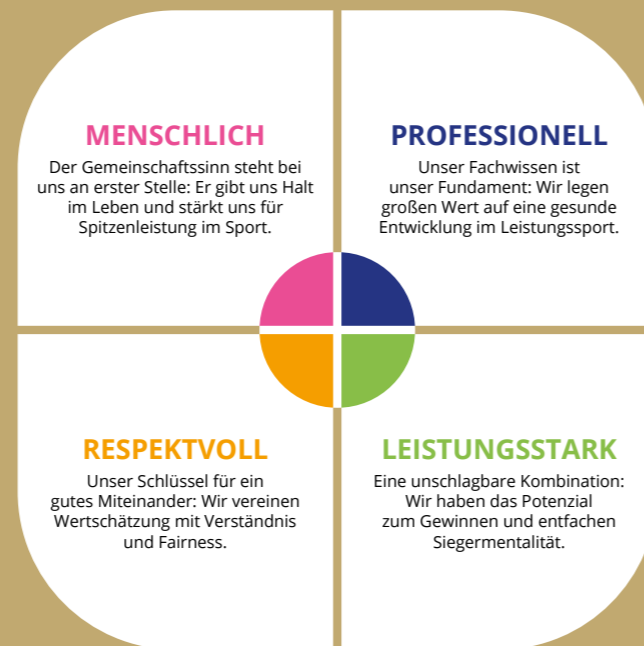 MENSCHLICH
Der Gemeinschaftssinn steht bei
uns an erster Stelle: Er gibt uns Halt
im Leben und stärkt uns für
Spitzenleistung im Sport.
PROFESSIONELL
Unser Fachwissen ist
unser Fundament: Wir legen
großen Wert auf eine gesunde
Entwicklung im Leistungssport.
RESPEKTVOLL
Unser Schlüssel für ein
gutes Miteinander: Wir vereinen
Wertschätzung mit Verständnis
und Fairness.
LEISTUNGSSTARK
Eine unschlagbare Kombination:
Wir haben das Potenzial
zum Gewinnen und entfachen
Siegermentalität.